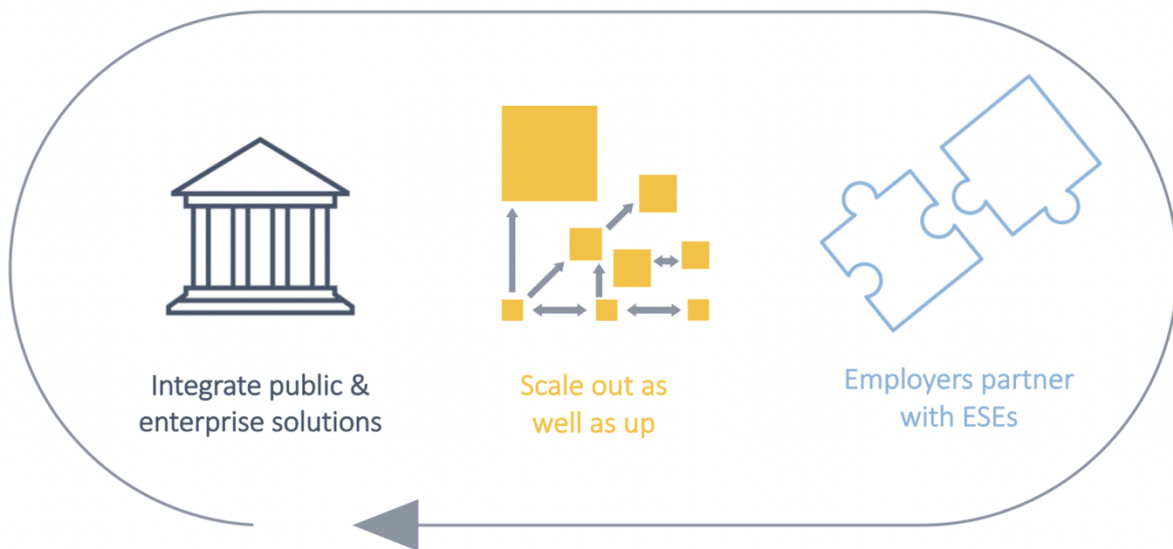 Integrate public &
enterprise solutions
Scale out as
well as up
Employers partner
with ESEs